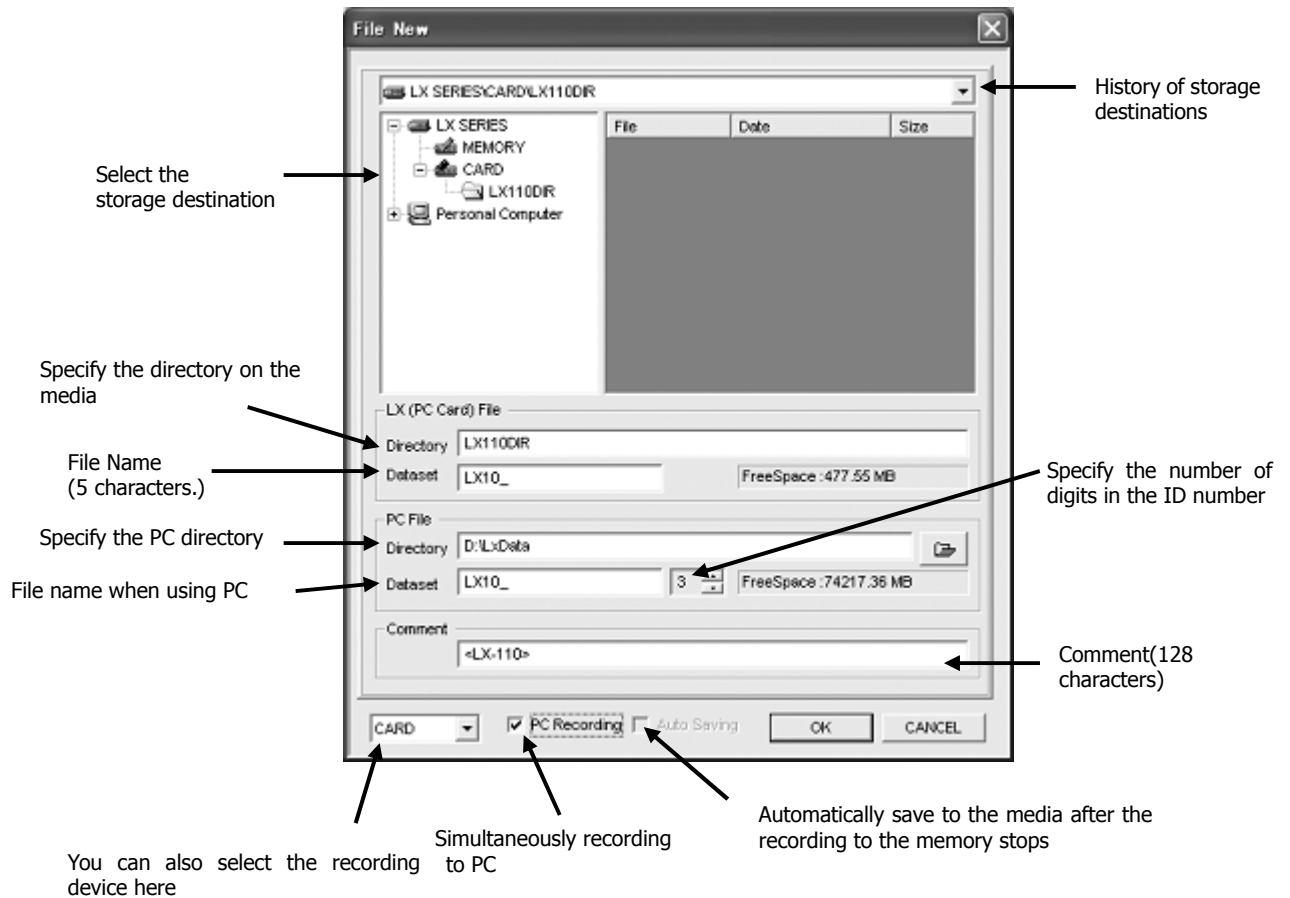 File New
LX SERIES\CARD\LX110DIR
History of storage
destinations
LX SERIES
MEMORY
CARD
LX110DIR
Personal Computer
File Date Size
Select the
storage destination
Specify the directory on the
media
LX (PC Card) File
Directory LX110DIR
File Name
(5 characters.)
Dataset LX10_ FreeSpace :477.55 MB
Specify the number of
digits in the ID number
PC File
Specify the PC directory
Directory D:\LxData
File name when using PC
Dataset LX10_ 3 FreeSpace :74217.36 MB
Comment
<LX-110>
Comment(128
characters)
CARD PC Recording Auto Saving OK CANCEL
Automatically save to the media after the
recording to the memory stops
Simultaneously recording
to PC
You can also select the recording
device here